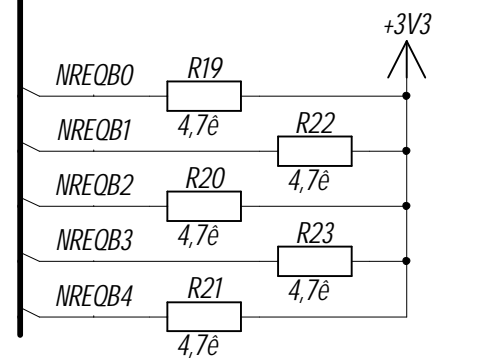 +3V3
NREQB0 R19
4,7ê
NREQB1 R22
4,7ê
NREQB2 R20
4,7ê
NREQB3 R23
4,7ê
NREQB4 R21
4,7ê